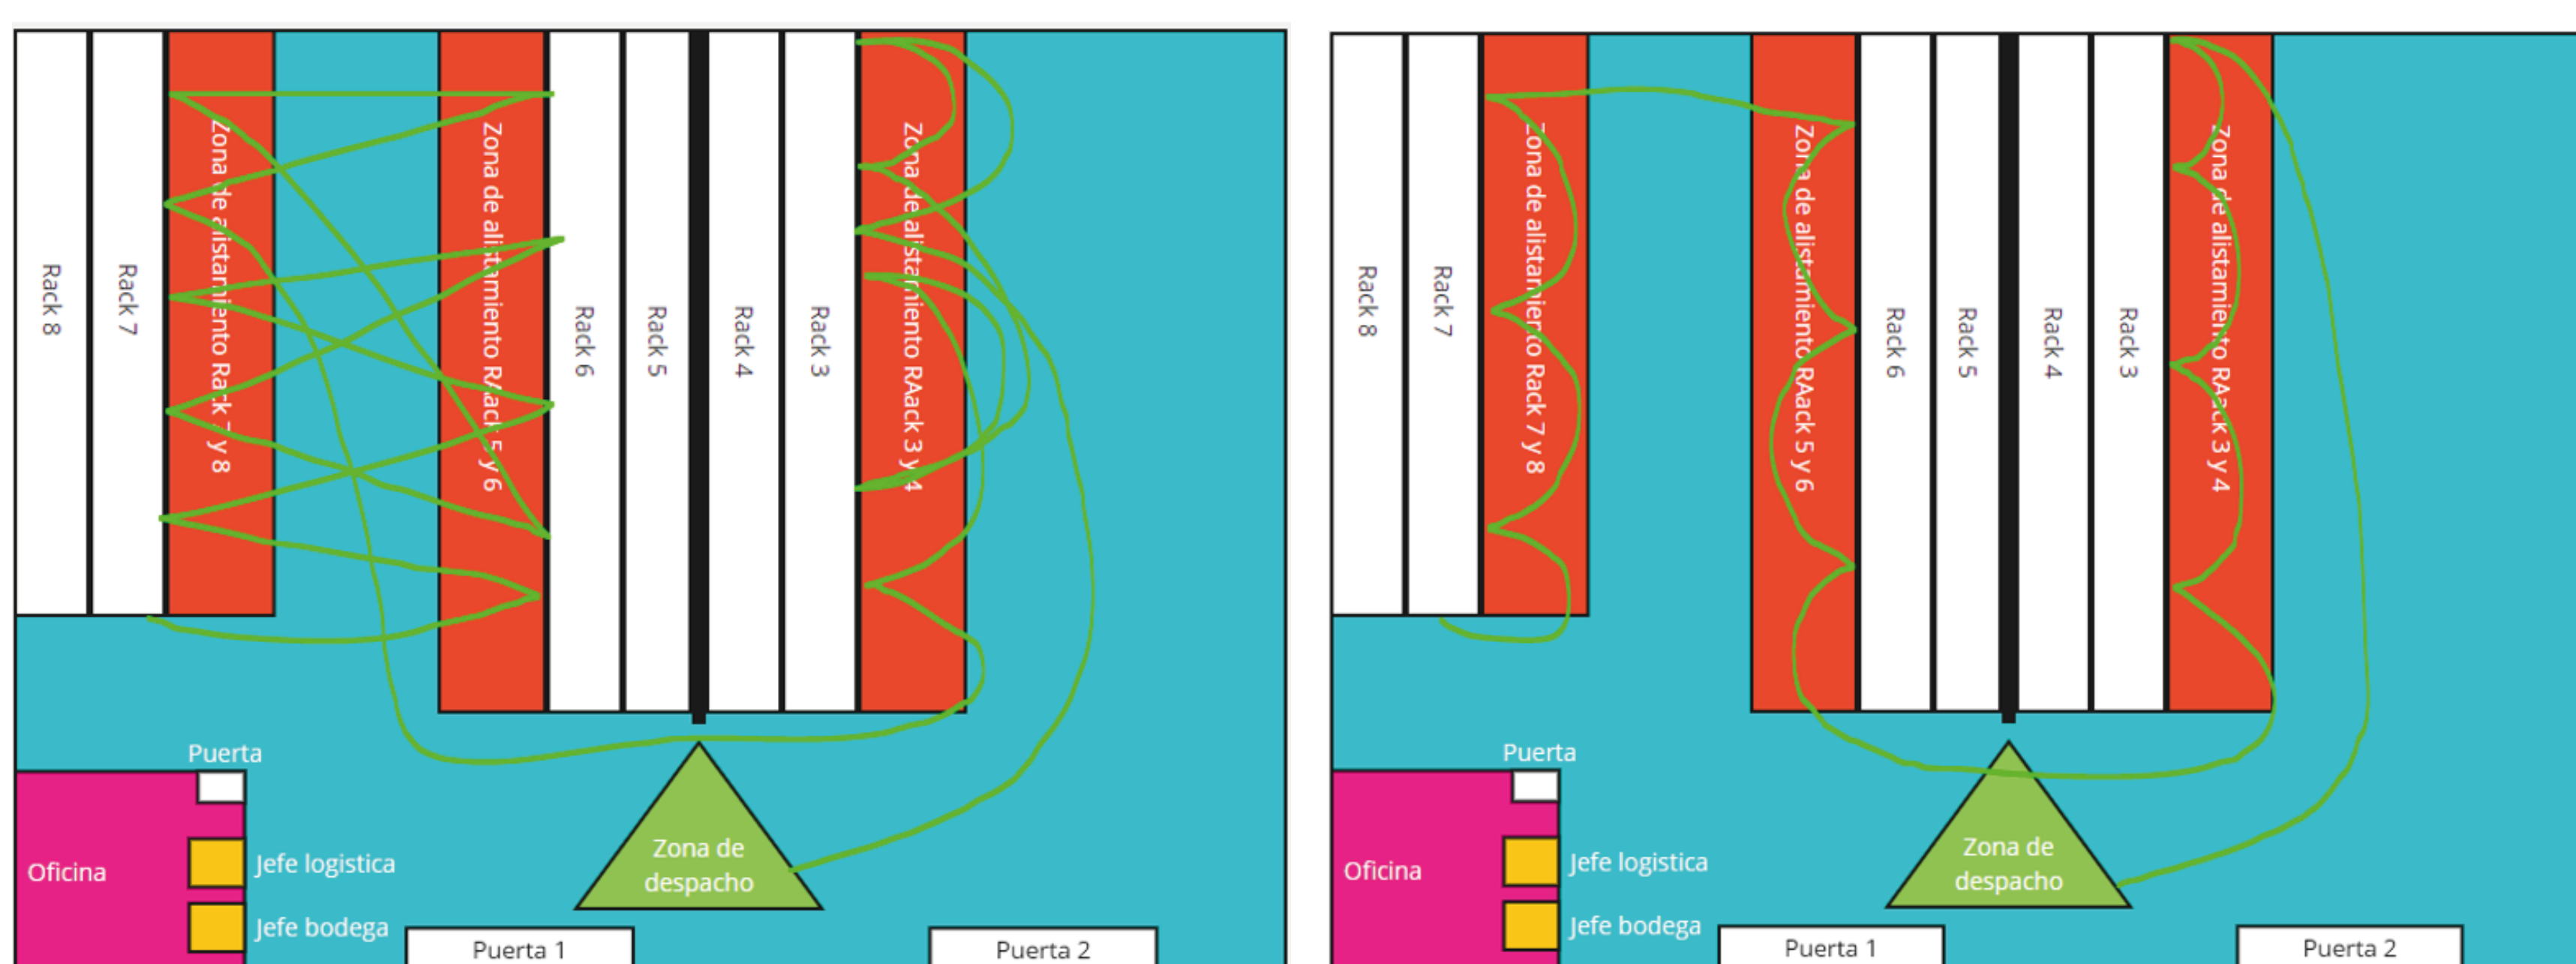 Rack 8
Rack 7
Zona de alistamiento Rack 7 y 8
Zona de alistamiento RAack 5 y 6
Rack 6
Rack 5
Rack 4
Rack 3
Zona de alistamiento RAack 3 y 4
Puerta
Oficina
Jefe logistica
Jefe bodega
Zona de
despacho
Puerta 1
Puerta 2
Rack 8
Rack 7
Zona de alistamiento Rack 7 y 8
Zona de alistamiento RAack 5 y 6
Rack 6
Rack 5
Rack 4
Rack 3
Zona de alistamiento RAack 3 y 4
Puerta
Oficina
Jefe logistica
Jefe bodega
Zona de
despacho
Puerta 1
Puerta 2